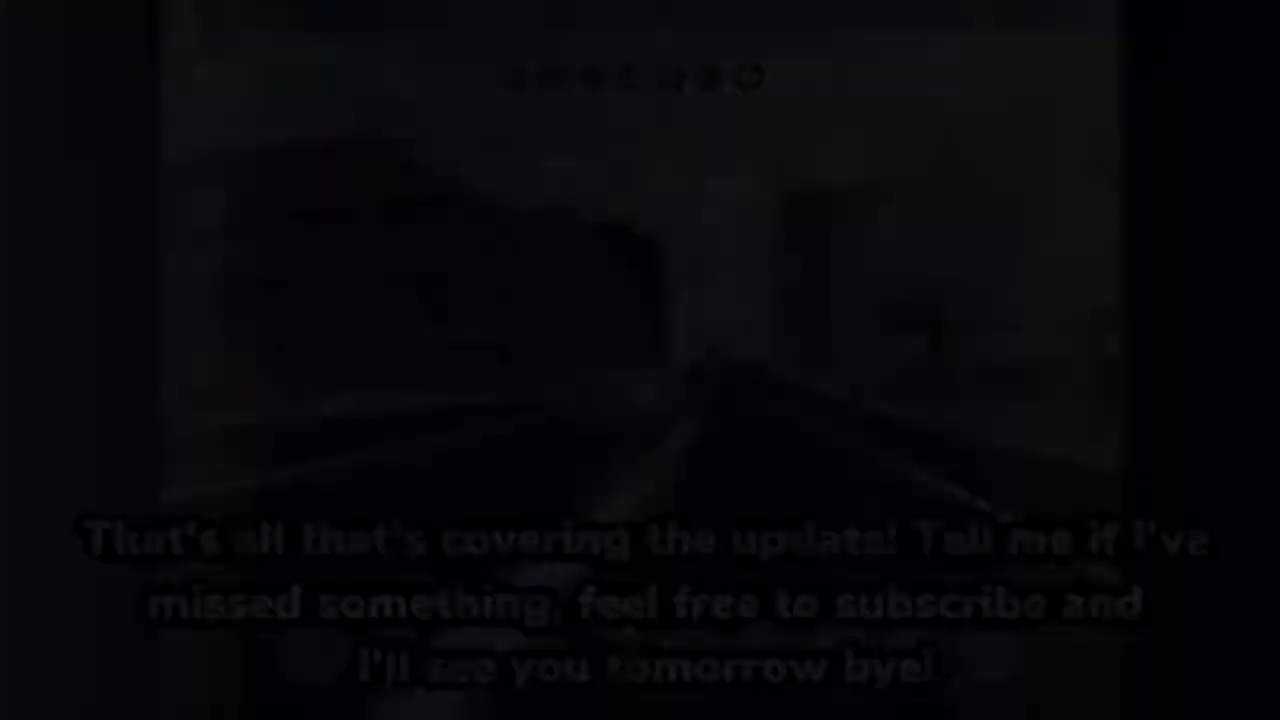 That's all that's covering the update! Tell me if I've
missed something, feel free to subscribe and
I'll see you tomorrow bye!